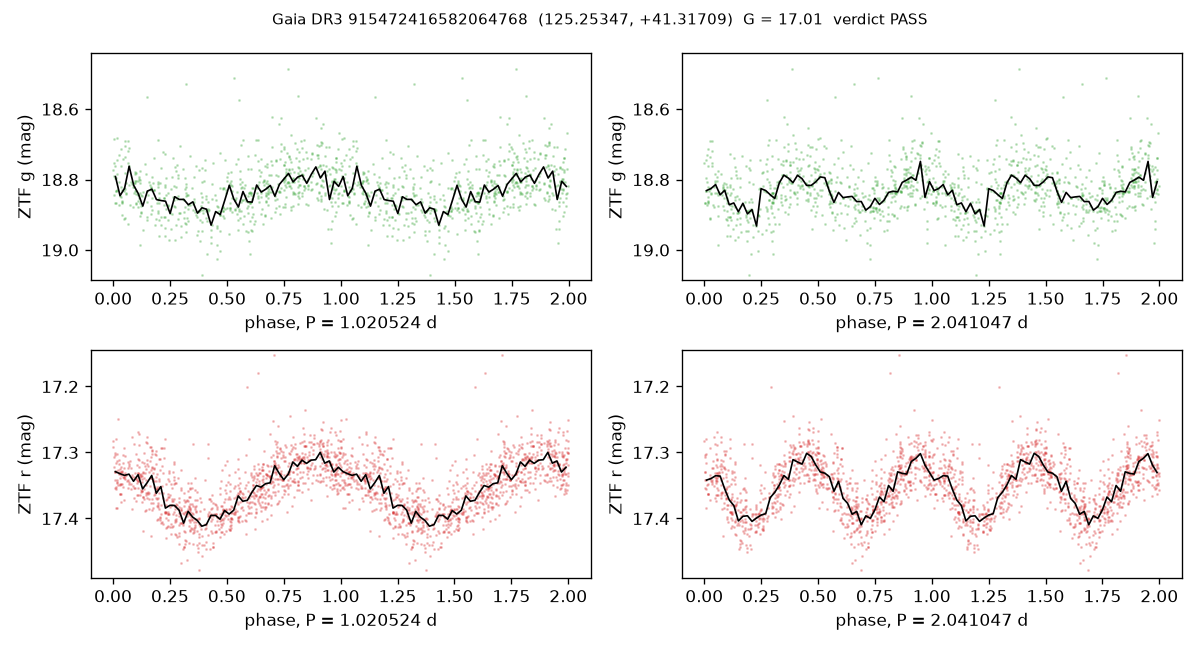 Gaia DR3 915472416582064768 (125.25347, +41.31709) G = 17.01 verdict PASS
ZTF g (mag)
18.6
18.8
19.0
0.00 0.25 0.50 0.75 1.00 1.25 1.50 1.75 2.00
phase, P = 1.020524 d
ZTF g (mag)
18.6
18.8
19.0
0.00 0.25 0.50 0.75 1.00 1.25 1.50 1.75 2.00
phase, P = 2.041047 d
ZTF r (mag)
17.2
17.3
17.4
0.00 0.25 0.50 0.75 1.00 1.25 1.50 1.75 2.00
phase, P = 1.020524 d
ZTF r (mag)
17.2
17.3
17.4
0.00 0.25 0.50 0.75 1.00 1.25 1.50 1.75 2.00
phase, P = 2.041047 d